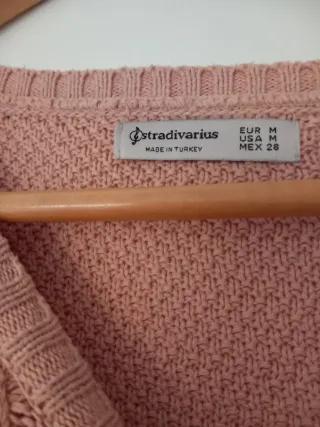 stradivarius
MADE IN TURKEY
EUR M
USA M
MEX 28